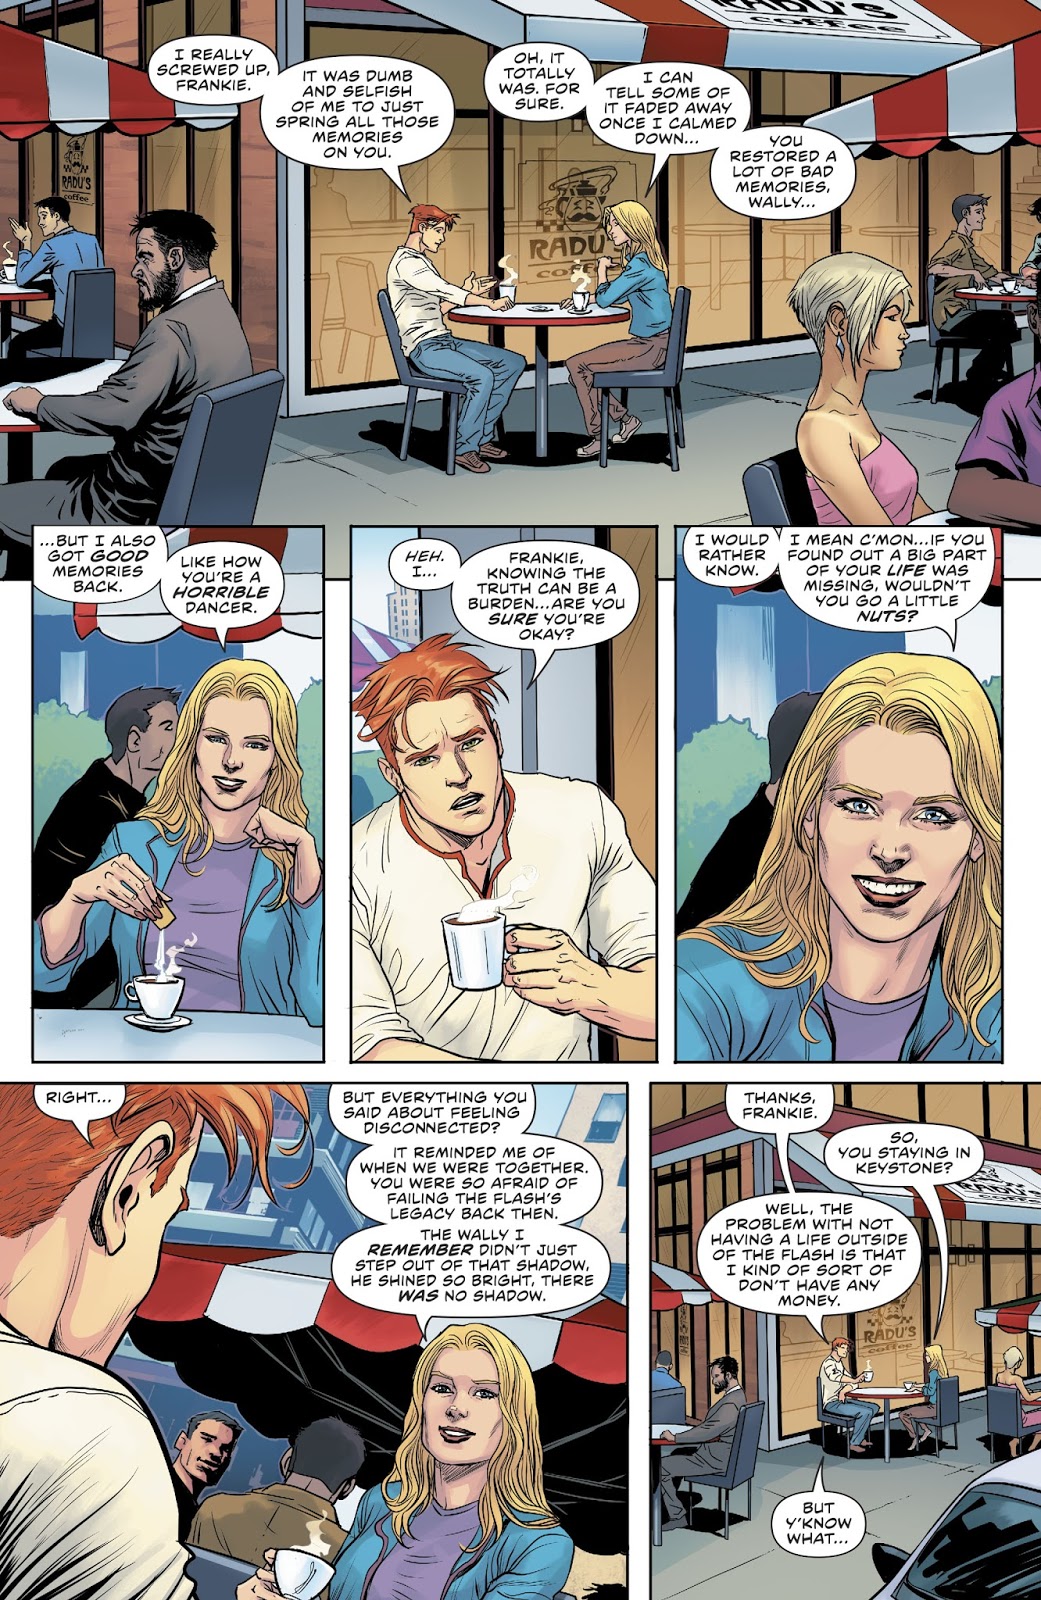 RADU'S
coffee
I REALLY
SCREWED UP,
FRANKIE.
IT WAS DUMB
AND SELFISH
OF ME TO JUST
SPRING ALL THOSE
MEMORIES
ON YOU.
OH, IT
TOTALLY
WAS. FOR
SURE.
I CAN
TELL SOME OF
IT FADED AWAY
ONCE I CALMED
DOWN...
YOU
RESTORED A
LOT OF BAD
MEMORIES,
WALLY...
RADU'S
coffee
RADU'S
coffee
...BUT I ALSO
GOT GOOD
MEMORIES
BACK.
LIKE HOW
YOU'RE A
HORRIBLE
DANCER.
HEH.
I...
FRANKIE,
KNOWING THE
TRUTH CAN BE A
BURDEN...ARE YOU
SURE YOU'RE
OKAY?
I WOULD
RATHER
KNOW.
I MEAN C'MON...IF YOU
FOUND OUT A BIG PART
OF YOUR LIFE WAS
MISSING, WOULDN'T
YOU GO A LITTLE
NUTS?
RIGHT...
BUT EVERYTHING YOU
SAID ABOUT FEELING
DISCONNECTED?
IT REMINDED ME OF
WHEN WE WERE TOGETHER.
YOU WERE SO AFRAID OF
FAILING THE FLASH'S
LEGACY BACK THEN.
THE WALLY I
REMEMBER DIDN'T JUST
STEP OUT OF THAT SHADOW,
HE SHINED SO BRIGHT, THERE
WAS NO SHADOW.
THANKS,
FRANKIE.
SO,
YOU STAYING IN
KEYSTONE?
RADU'S
coffee
WELL, THE
PROBLEM WITH NOT
HAVING A LIFE OUTSIDE
OF THE FLASH IS THAT
I KIND OF SORT OF
DON'T HAVE ANY
MONEY.
RADU'S
coffee
BUT
Y'KNOW
WHAT...